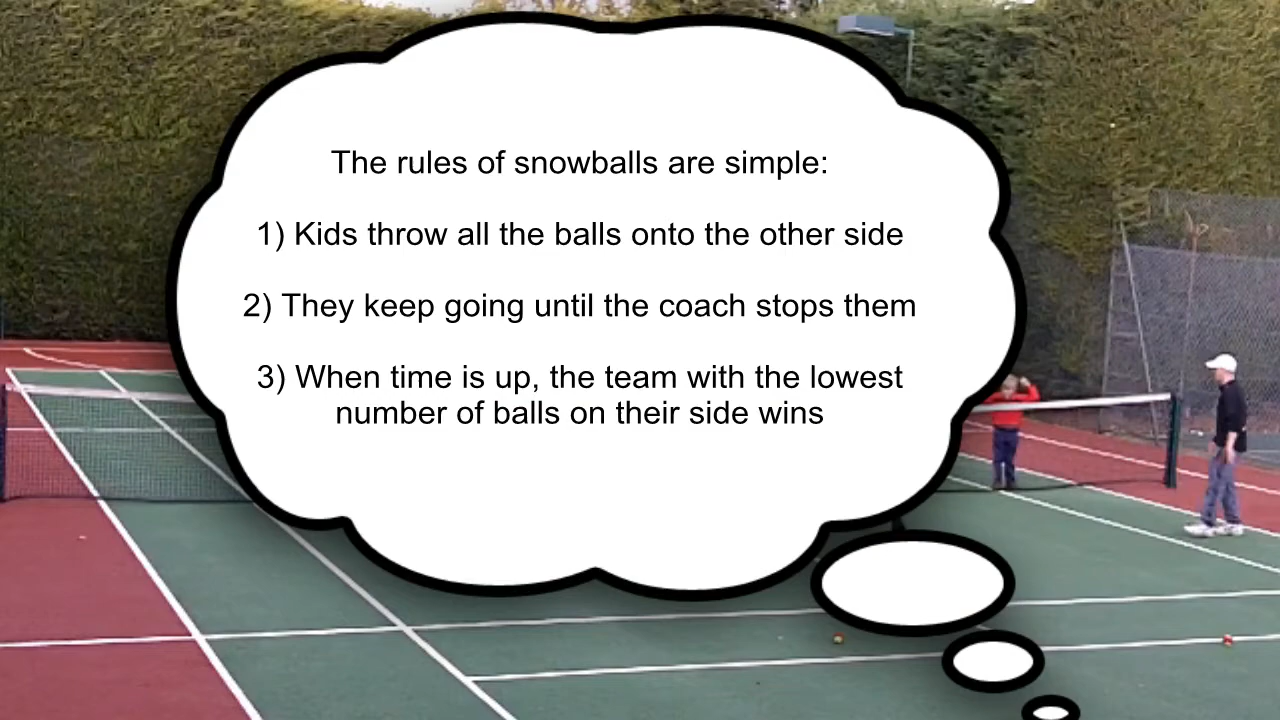 The rules of snowballs are simple:
1) Kids throw all the balls onto the other side
2) They keep going until the coach stops them
3) When time is up, the team with the lowest
number of balls on their side wins